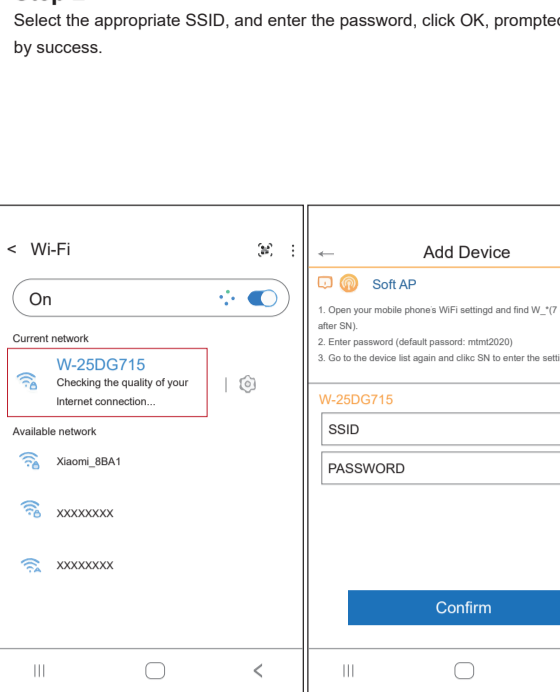 Select the appropriate SSID, and enter the password, click OK, prompted
by success.
< Wi-Fi
On
Current network
W-25DG715
Checking the quality of your
Internet connection...
Available network
Xiaomi_8BA1
XXXXXXXX
XXXXXXXX
Add Device
Soft AP
1. Open your mobile phone's WiFi settingd and find W_*(7
after SN).
2. Enter password (default passord: mtmt2020)
3. Go to the device list again and clikc SN to enter the
W-25DG715
SSID
PASSWORD
Confirm